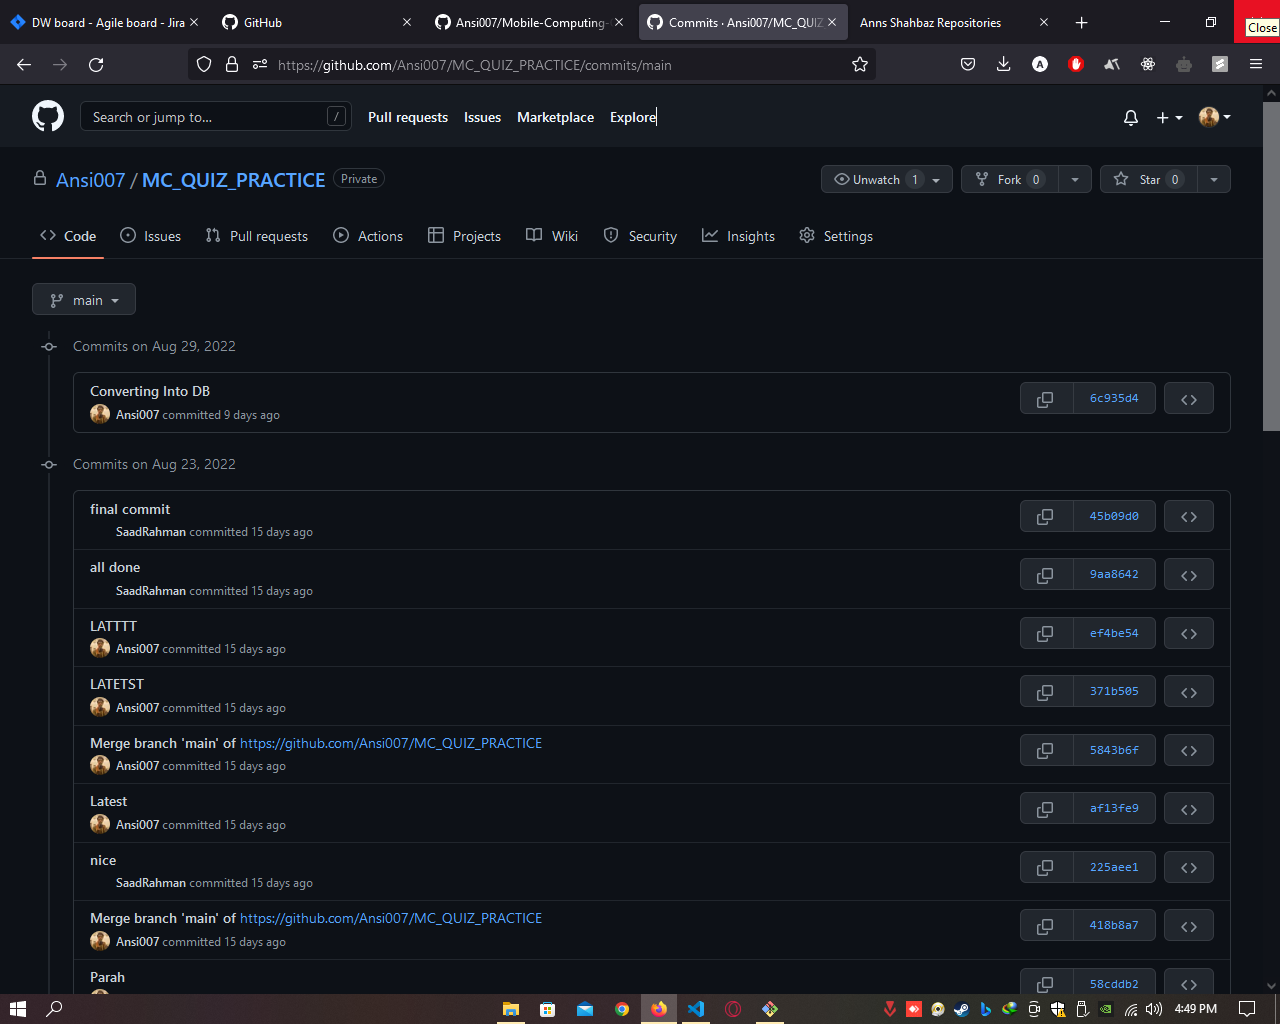 DW board - Agile board - Jira
GitHub
Ansi007/Mobile-Computing-
Commits · Ansi007/MC_QUIZ
Anns Shahbaz Repositories
Close
https://github.com/Ansi007/MC_QUIZ_PRACTICE/commits/main
Search or jump to...
/
Pull requests
Issues
Marketplace
Explore
Ansi007 / MC_QUIZ_PRACTICE
Private
Unwatch 1
Fork 0
Star 0
Code
Issues
Pull requests
Actions
Projects
Wiki
Security
Insights
Settings
main
Commits on Aug 29, 2022
Converting Into DB
Ansi007 committed 9 days ago
6c935d4
Commits on Aug 23, 2022
final commit
SaadRahman committed 15 days ago
45b09d0
all done
SaadRahman committed 15 days ago
9aa8642
LATTTT
Ansi007 committed 15 days ago
ef4be54
LATETST
Ansi007 committed 15 days ago
371b505
Merge branch 'main' of https://github.com/Ansi007/MC_QUIZ_PRACTICE
Ansi007 committed 15 days ago
5843b6f
Latest
Ansi007 committed 15 days ago
af13fe9
nice
SaadRahman committed 15 days ago
225aee1
Merge branch 'main' of https://github.com/Ansi007/MC_QUIZ_PRACTICE
Ansi007 committed 15 days ago
418b8a7
Parah
58cddb2
4:49 PM